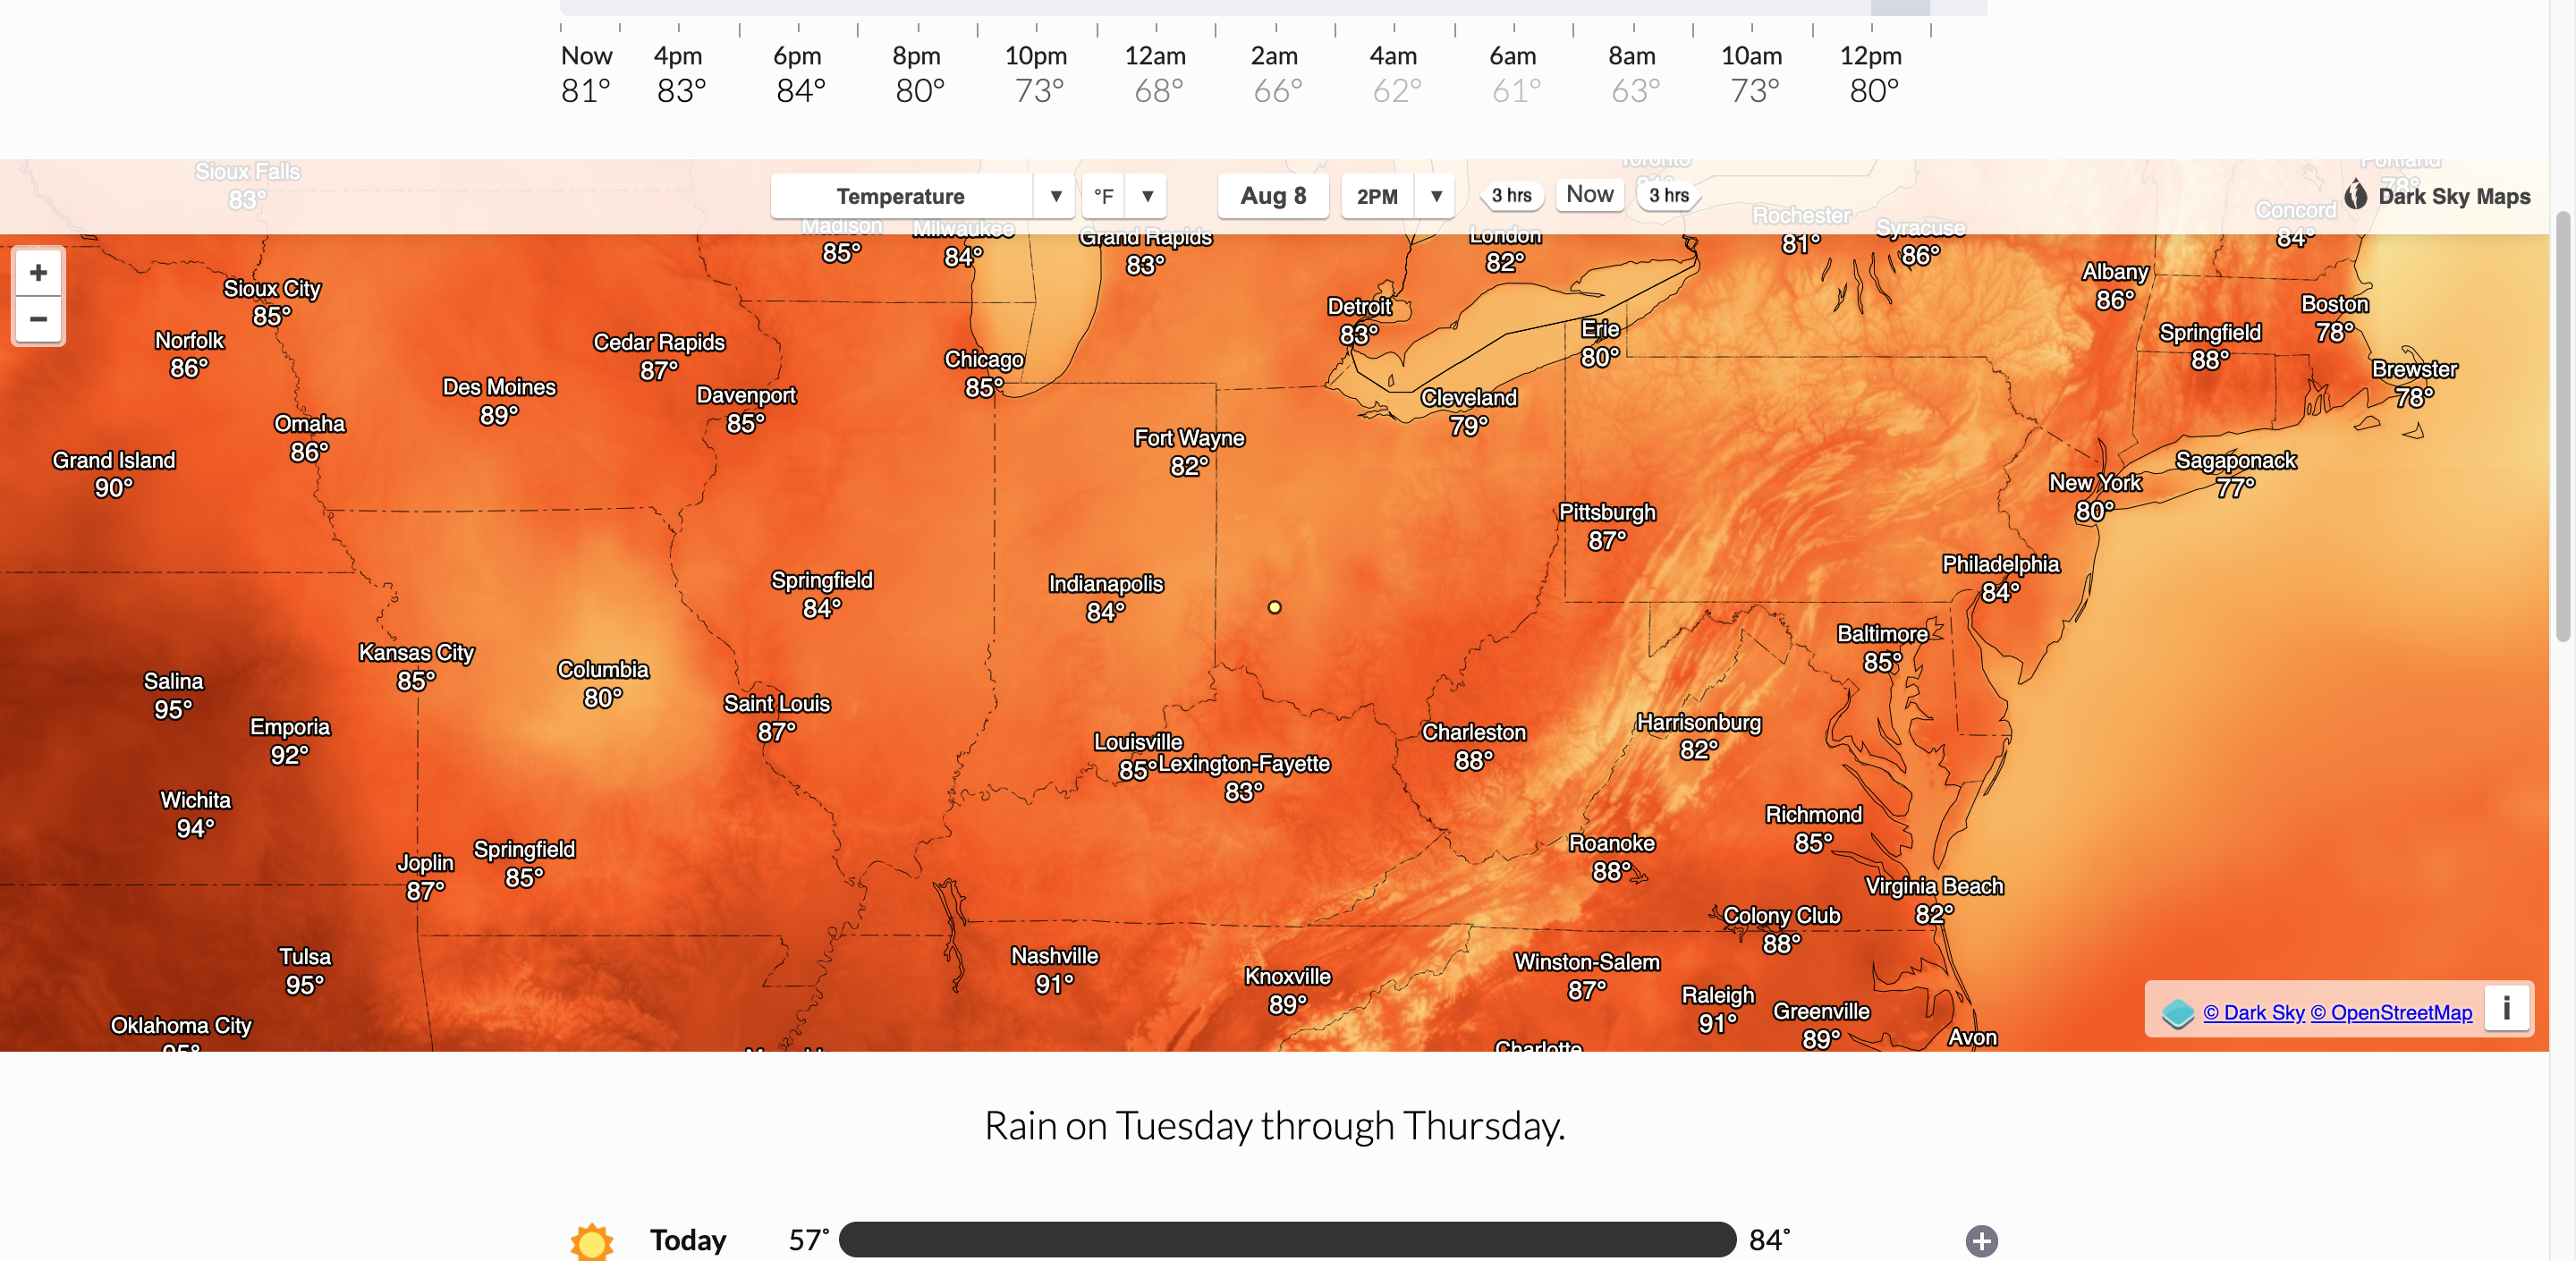 Now 4pm 6pm 8pm 10pm 12am 2am 4am 6am 8am 10am 12pm
81° 83° 84° 80° 73° 68° 66° 62° 61° 63° 73° 80°
Temperature ▼ °F ▼ Aug 8 2PM ▼ 3 hrs Now 3 hrs Dark Sky Maps
+
−
Toronto
Portland
78°
Sioux Falls
83°
Madison
85°
Milwaukee
84°
Grand Rapids
83°
London
82°
Rochester
81°
Syracuse
86°
Concord
84°
Albany
86°
Sioux City
85°
Detroit
83°
Boston
78°
Norfolk
86°
Cedar Rapids
87°
Erie
80°
Springfield
88°
Chicago
85°
Brewster
78°
Des Moines
89°
Davenport
85°
Cleveland
79°
Omaha
86°
Fort Wayne
82°
Grand Island
90°
Sagaponack
77°
New York
80°
Pittsburgh
87°
Philadelphia
84°
Springfield
84°
Indianapolis
84°
Baltimore
85°
Kansas City
85°
Columbia
80°
Salina
95°
Saint Louis
87°
Emporia
92°
Harrisonburg
82°
Charleston
88°
Louisville
85°
Lexington-Fayette
83°
Wichita
94°
Richmond
85°
Roanoke
88°
Springfield
85°
Joplin
87°
Virginia Beach
82°
Colony Club
88°
Tulsa
95°
Nashville
91°
Winston-Salem
87°
Knoxville
89°
Raleigh
91°
Greenville
89°
Oklahoma City
95°
Avon
Charlotte
© Dark Sky © OpenStreetMap i
Rain on Tuesday through Thursday.
Today 57° 84° +